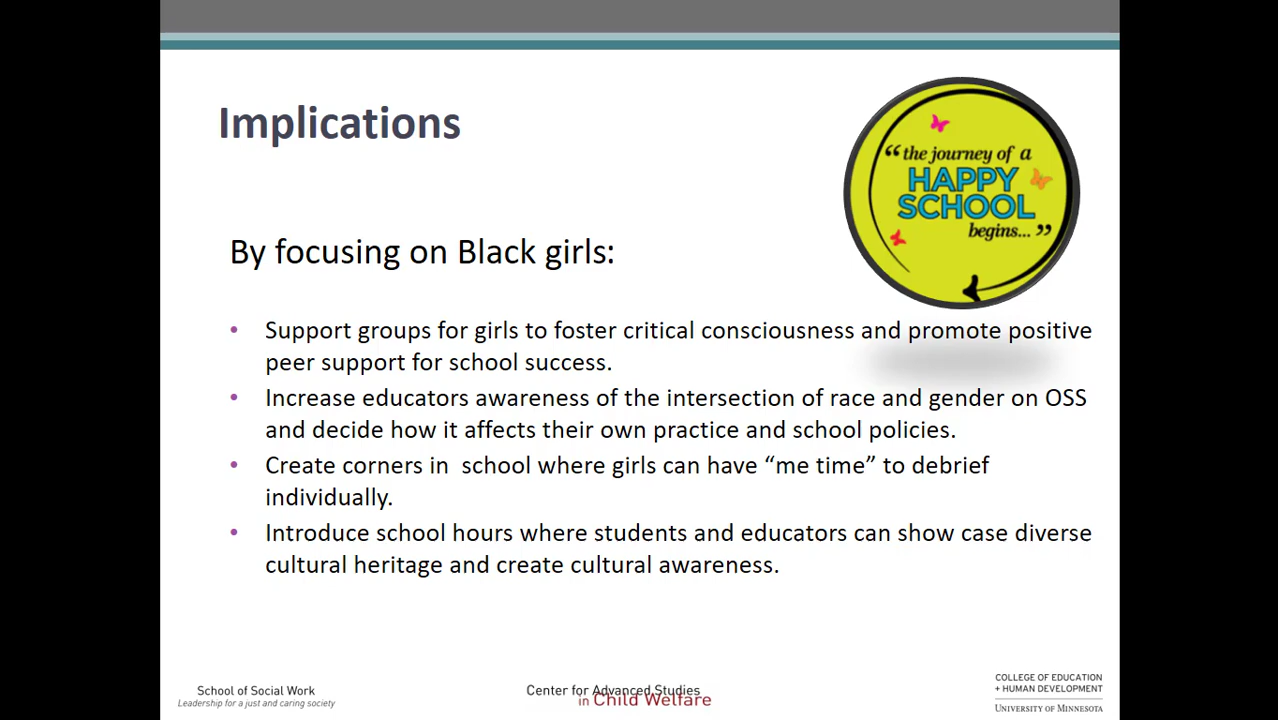 Implications
“the journey of a
HAPPY
SCHOOL
begins...”
By focusing on Black girls:
• Support groups for girls to foster critical consciousness and promote positive
peer support for school success.
• Increase educators awareness of the intersection of race and gender on OSS
and decide how it affects their own practice and school policies.
• Create corners in  school where girls can have “me time” to debrief
individually.
• Introduce school hours where students and educators can show case diverse
cultural heritage and create cultural awareness.
School of Social Work
Leadership for a just and caring society
Center for Advanced Studies
in Child Welfare
COLLEGE OF EDUCATION
+ HUMAN DEVELOPMENT
UNIVERSITY OF MINNESOTA